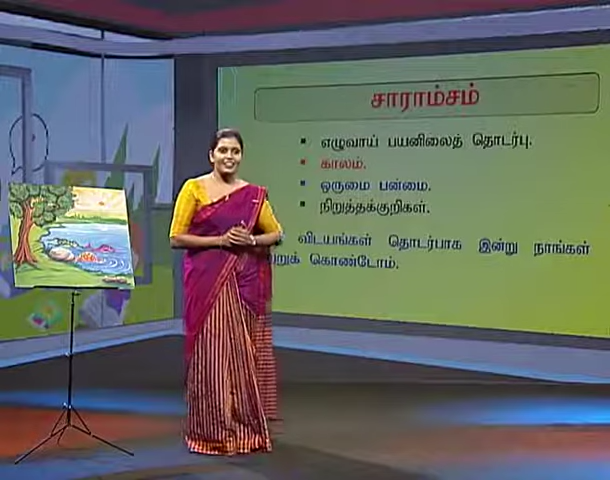 சாராம்சம்
▪ எழுவாய் பயனிலைத் தொடர்பு.
▪ காலம்.
▪ ஒருமை பன்மை.
▪ நிறுத்தக்குறிகள்.
விடயங்கள் தொடர்பாக இன்று நாங்கள்
கொண்டோம்.